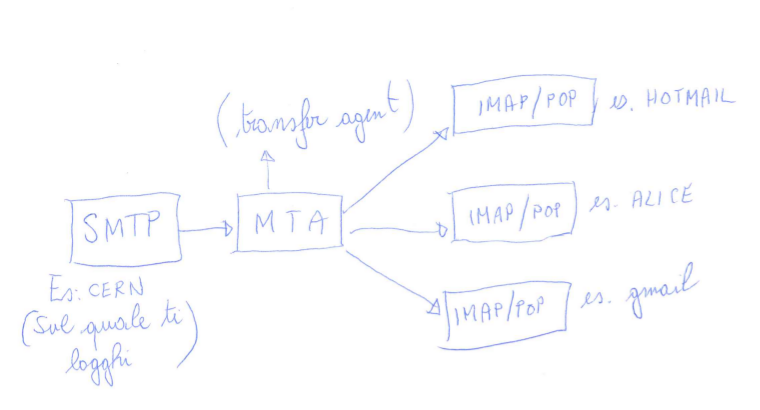 IMAP/POP es. HOTMAIL
(transfer agent)
SMTP
MTA
IMAP/POP es. ALICE
Es: CERN
(Sul quale ti
logghi)
IMAP/POP es. gmail